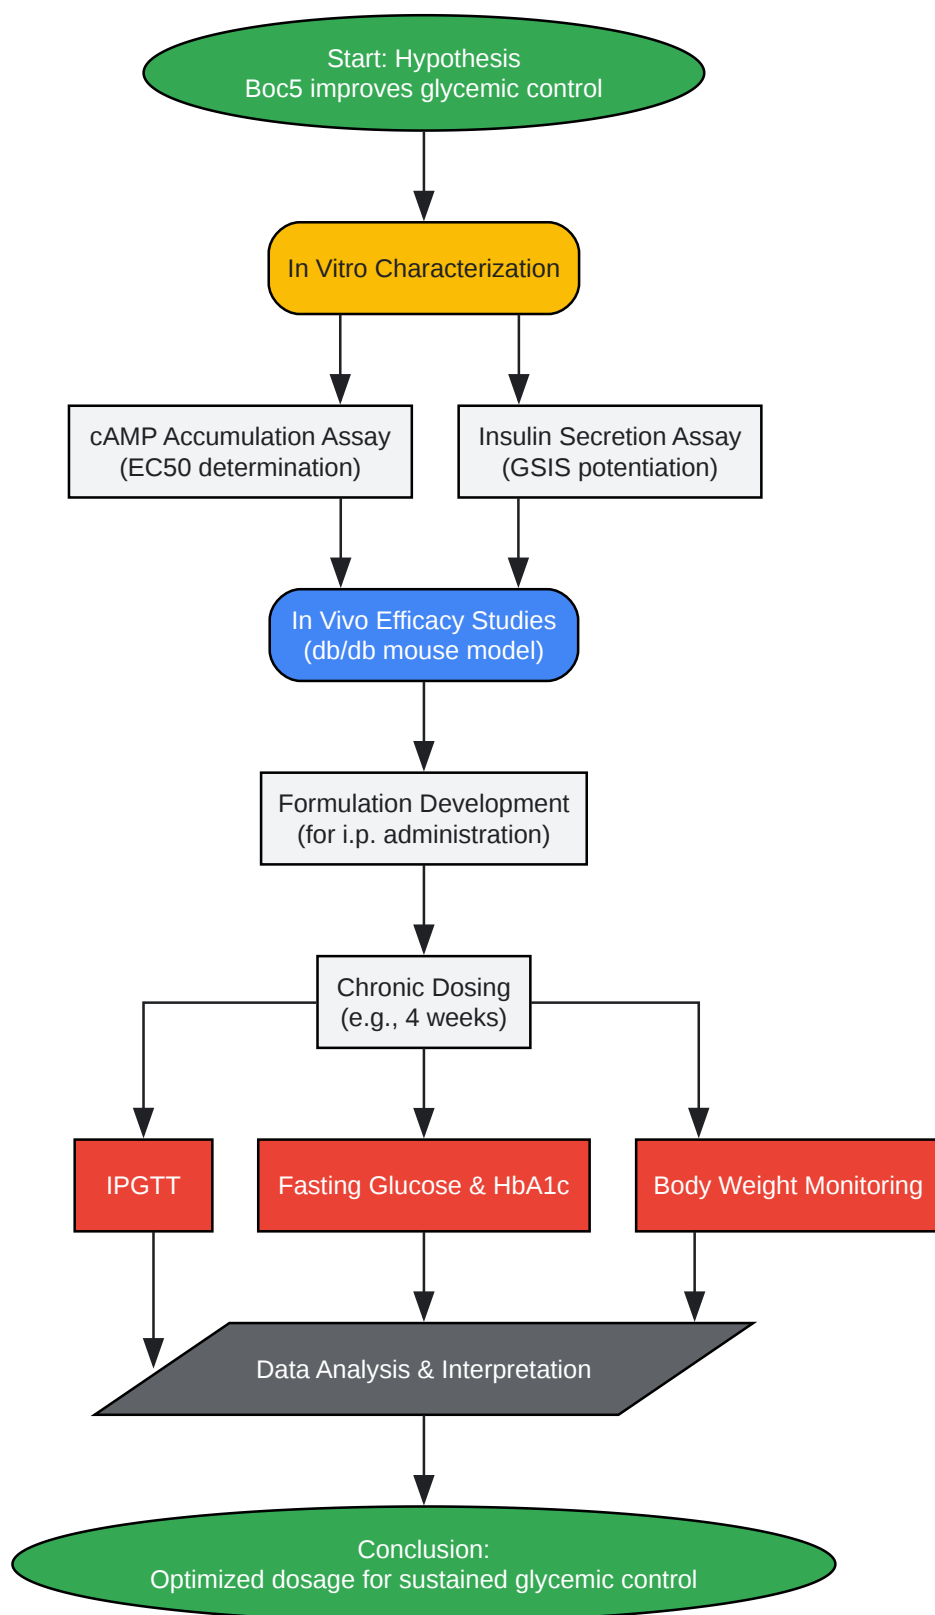 Start: Hypothesis
Boc5 improves glycemic control
In Vitro Characterization
cAMP Accumulation Assay
(EC50 determination)
Insulin Secretion Assay
(GSIS potentiation)
In Vivo Efficacy Studies
(db/db mouse model)
Formulation Development
(for i.p. administration)
Chronic Dosing
(e.g., 4 weeks)
IPGTT
Fasting Glucose & HbA1c
Body Weight Monitoring
Data Analysis & Interpretation
Conclusion:
Optimized dosage for sustained glycemic control